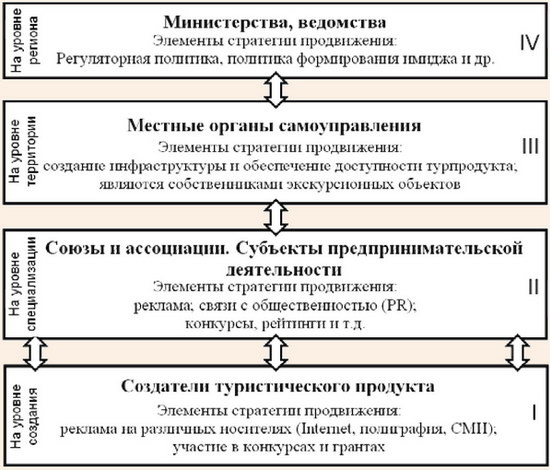 На уровне
региона
Министерства, ведомства
Элементы стратегии продвижения:
Регуляторная политика, политика формирования имиджа и др.
IV
На уровне
территории
Местные органы самоуправления
Элементы стратегии продвижения:
создание инфраструктуры и обеспечение доступности турпродукта;
являются собственниками экскурсионных объектов
III
На уровне
специализации
Союзы и ассоциации. Субъекты предпринимательской
деятельности
Элементы стратегии продвижения:
реклама; связи с общественностью (PR);
конкурсы, рейтинги и т.д.
II
На уровне
создания
Создатели туристического продукта
Элементы стратегии продвижения:
реклама на различных носителях (Internet, полиграфия, СМИ);
участие в конкурсах и грантах
I